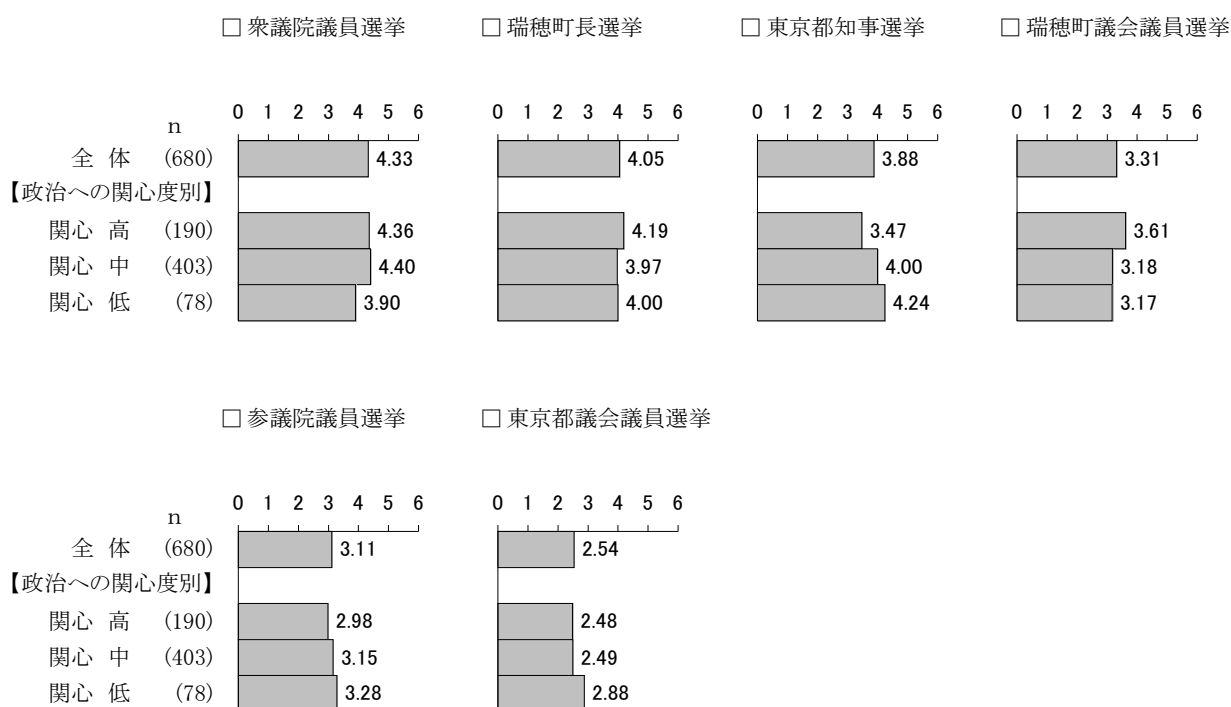 □ 衆議院議員選挙 □ 瑞穂町長選挙 □ 東京都知事選挙 □ 瑞穂町議会議員選挙
0 1 2 3 4 5 6 0 1 2 3 4 5 6 0 1 2 3 4 5 6 0 1 2 3 4 5 6
n
全 体 (680) 4.33 4.05 3.88 3.31
【政治への関心度別】
関心 高 (190) 4.36 4.19 3.47 3.61
関心 中 (403) 4.40 3.97 4.00 3.18
関心 低 (78) 3.90 4.00 4.24 3.17
□ 参議院議員選挙 □ 東京都議会議員選挙
0 1 2 3 4 5 6 0 1 2 3 4 5 6
n
全 体 (680) 3.11 2.54
【政治への関心度別】
関心 高 (190) 2.98 2.48
関心 中 (403) 3.15 2.49
関心 低 (78) 3.28 2.88